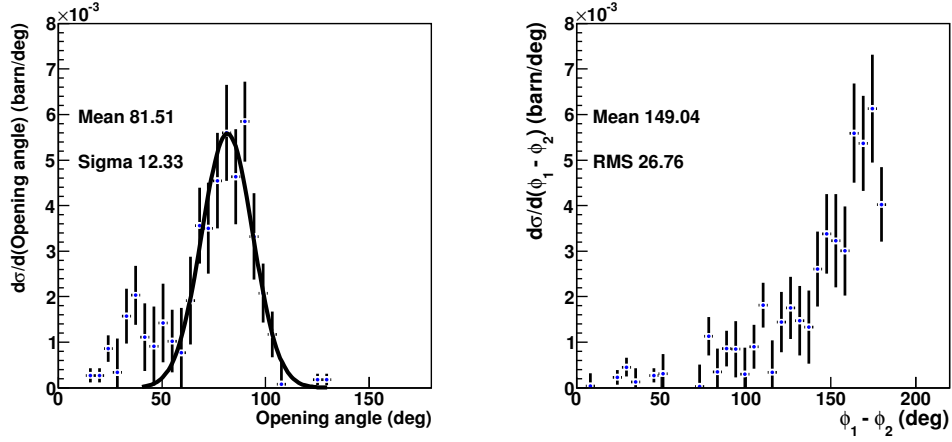 ×10⁻³
8
7
6
5
4
3
2
1
0
0 50 100 150
dσ/d(Opening angle) (barn/deg)
Opening angle (deg)
Mean 81.51
Sigma 12.33
×10⁻³
8
7
6
5
4
3
2
1
0
0 50 100 150 200
dσ/d(ϕ₁ - ϕ₂) (barn/deg)
ϕ₁ - ϕ₂ (deg)
Mean 149.04
RMS 26.76